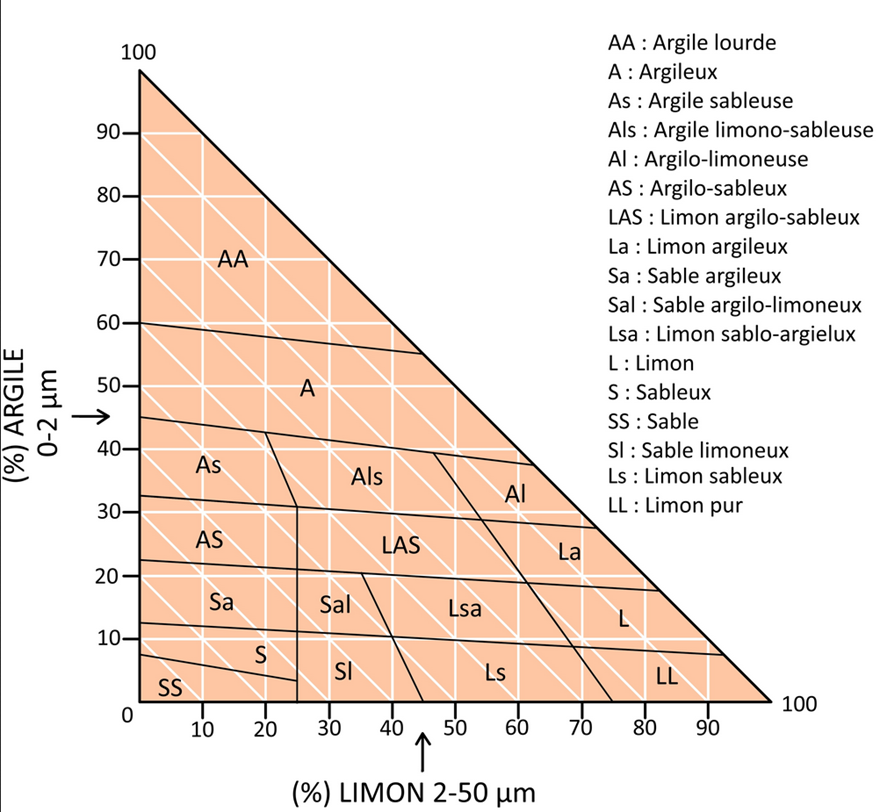 100
AA : Argile lourde
A : Argileux
As : Argile sableuse
Als : Argile limono-sableuse
Al : Argilo-limoneuse
AS : Argilo-sableux
LAS : Limon argilo-sableux
La : Limon argileux
Sa : Sable argileux
Sal : Sable argilo-limoneux
Lsa : Limon sablo-argielux
L : Limon
S : Sableux
SS : Sable
Sl : Sable limoneux
Ls : Limon sableux
LL : Limon pur
90
80
70
60
50
40
30
20
10
0
(%) ARGILE
0-2 µm
AA
A
As
Als
Al
AS
LAS
La
Sa
Sal
Lsa
L
S
Sl
Ls
LL
SS
10
20
30
40
50
60
70
80
90
100
(%) LIMON 2-50 µm